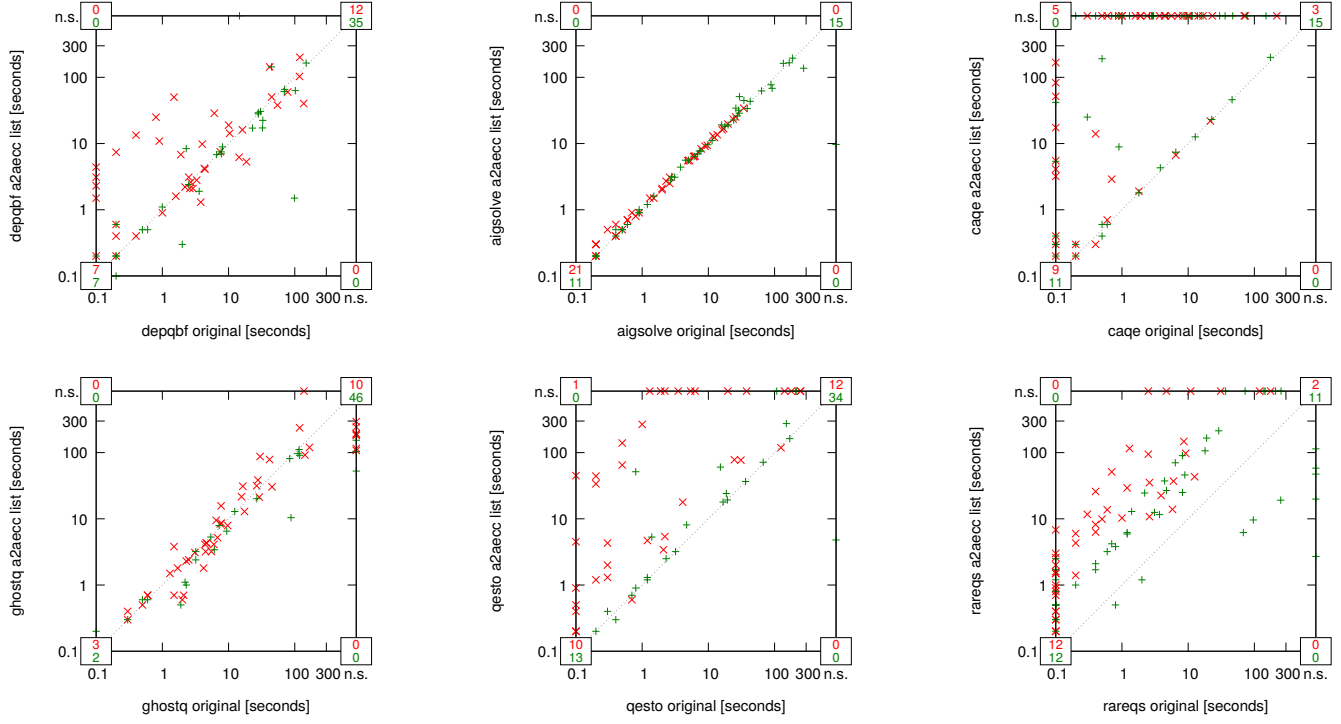 n.s. 0 0 12 35
300
100
10
1
0.1 7 7 0 0
0.1 1 10 100 300 n.s.
depqbf a2aecc list [seconds]
depqbf original [seconds]
n.s. 0 0 0 15
300
100
10
1
0.1 21 11 0 0
0.1 1 10 100 300 n.s.
aigsolve a2aecc list [seconds]
aigsolve original [seconds]
n.s. 5 0 3 15
300
100
10
1
0.1 9 11 0 0
0.1 1 10 100 300 n.s.
caqe a2aecc list [seconds]
caqe original [seconds]
n.s. 0 0 10 46
300
100
10
1
0.1 3 2 0 0
0.1 1 10 100 300 n.s.
ghostq a2aecc list [seconds]
ghostq original [seconds]
n.s. 1 0 12 34
300
100
10
1
0.1 10 13 0 0
0.1 1 10 100 300 n.s.
qesto a2aecc list [seconds]
qesto original [seconds]
n.s. 0 0 2 11
300
100
10
1
0.1 12 12 0 0
0.1 1 10 100 300 n.s.
rareqs a2aecc list [seconds]
rareqs original [seconds]